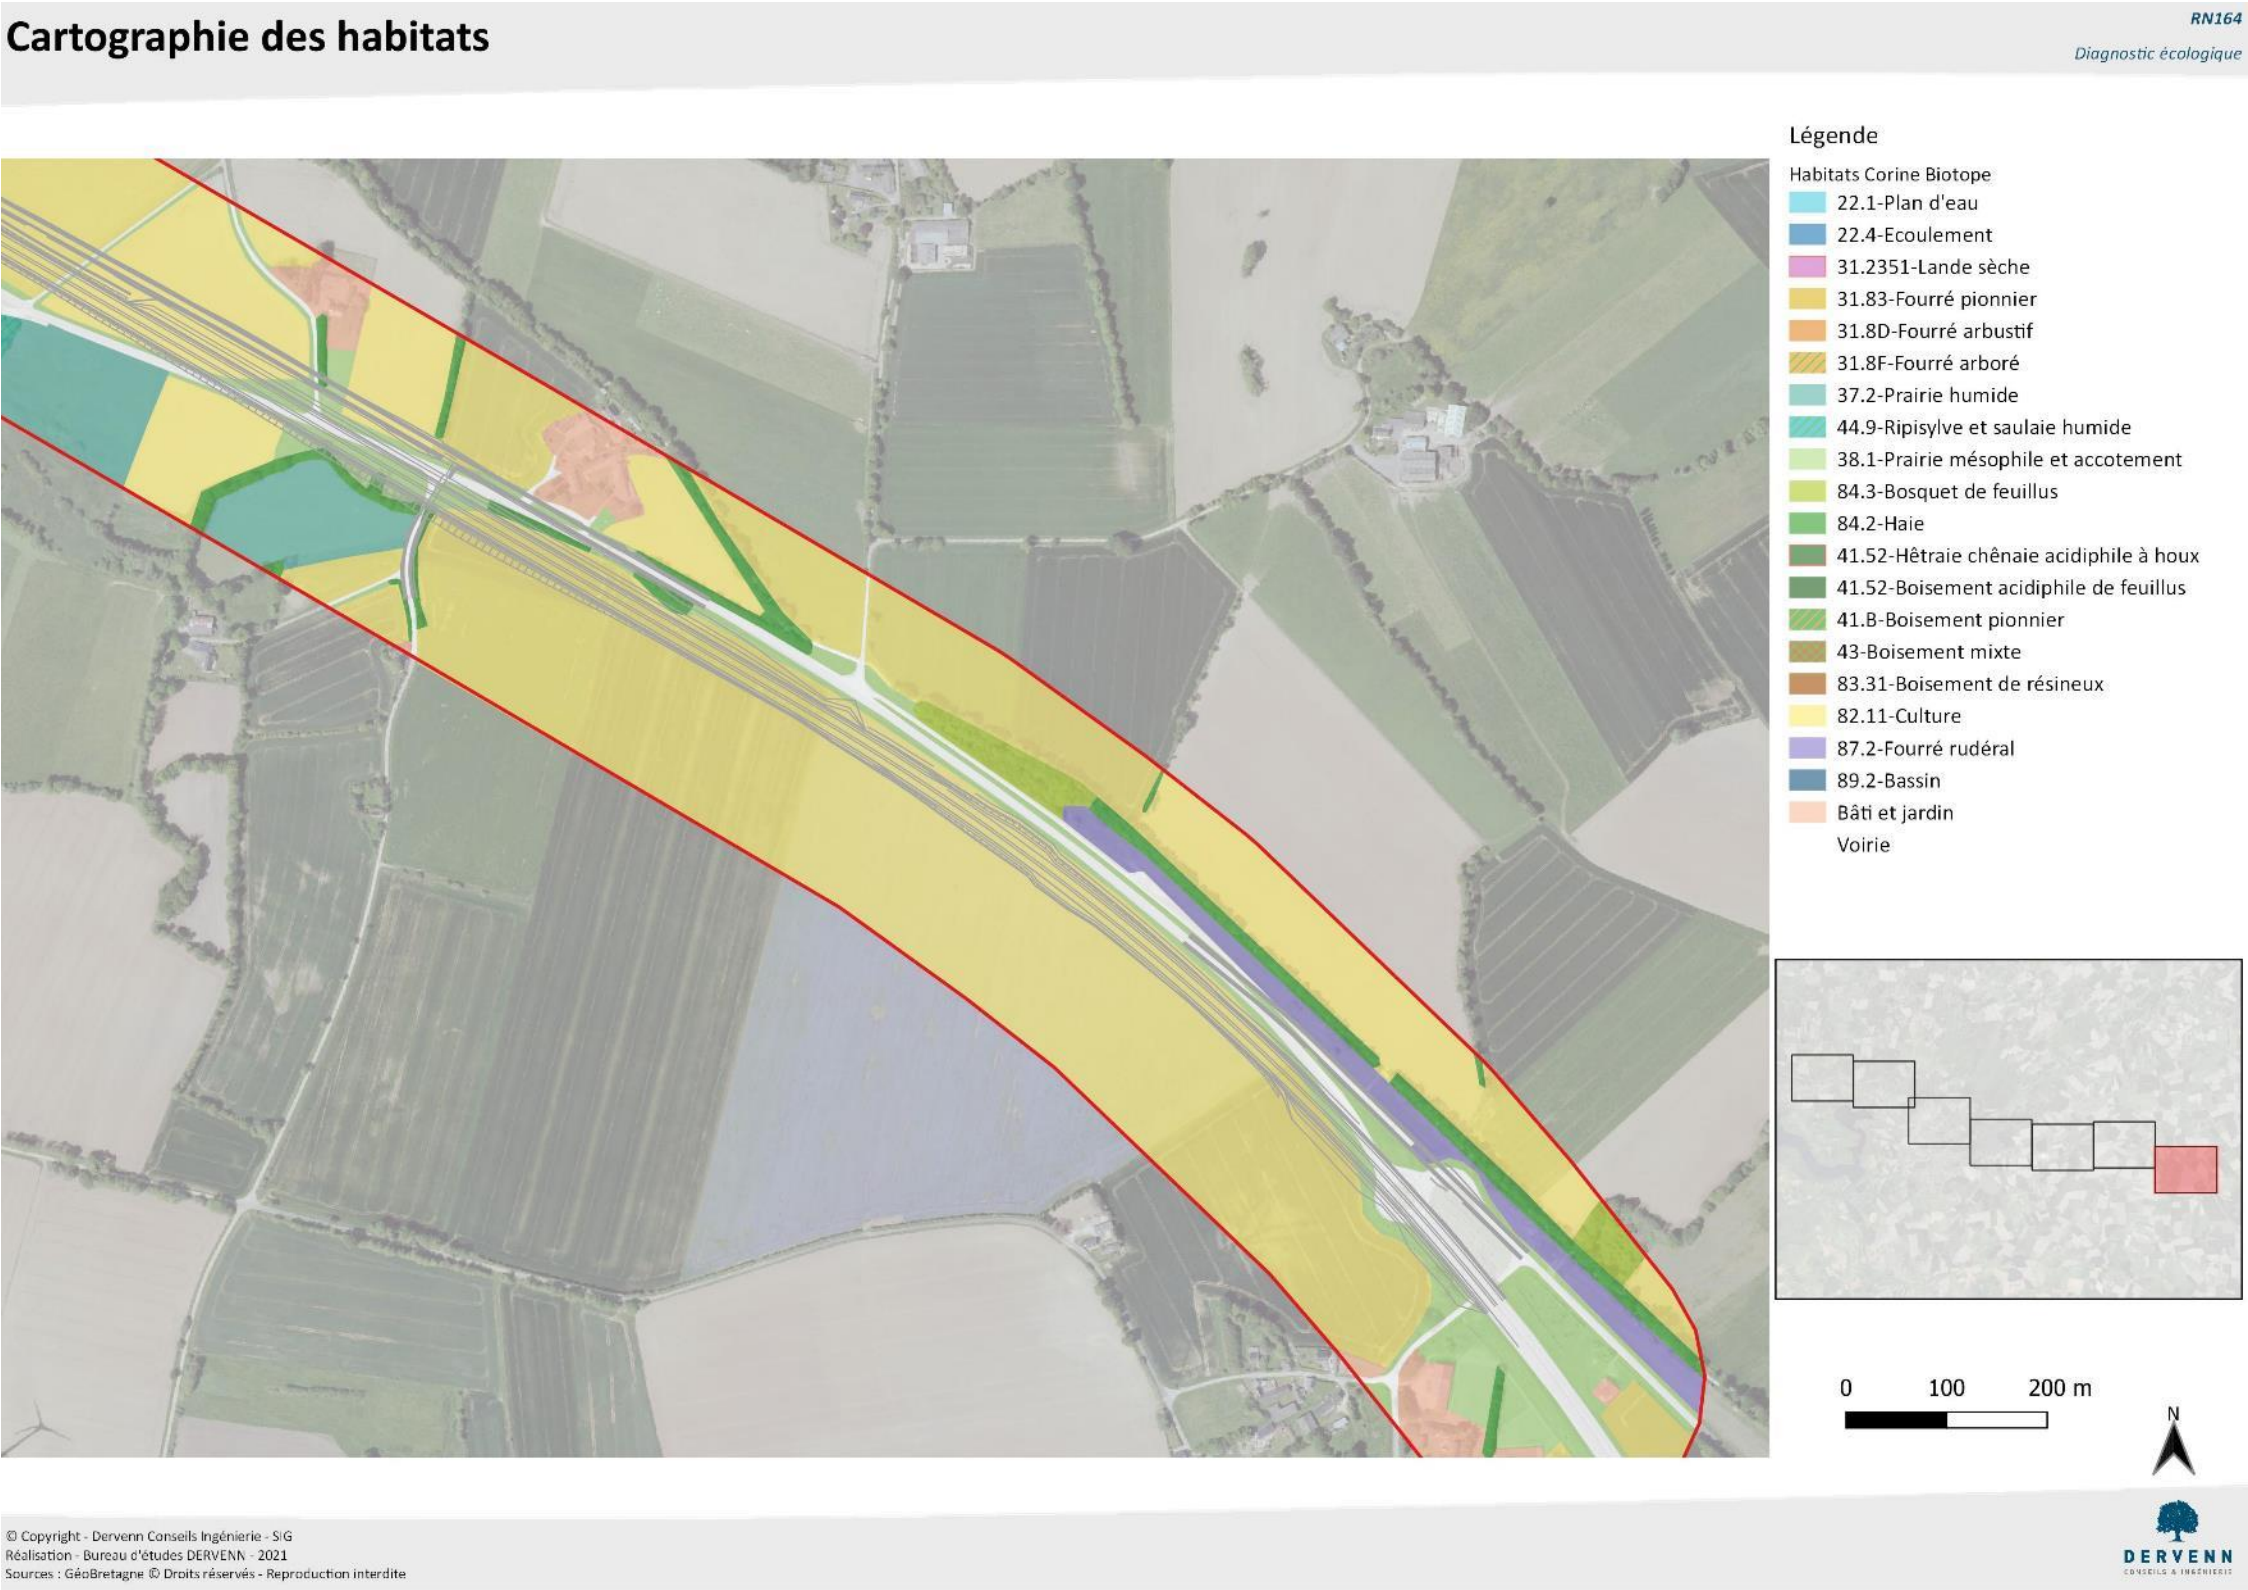 Cartographie des habitats
RN164
Diagnostic écologique
Légende
Habitats Corine Biotope
22.1-Plan d'eau
22.4-Ecoulement
31.2351-Lande sèche
31.83-Fourré pionnier
31.8D-Fourré arbustif
31.8F-Fourré arboré
37.2-Prairie humide
44.9-Ripisylve et saulaie humide
38.1-Prairie mésophile et accotement
84.3-Bosquet de feuillus
84.2-Haie
41.52-Hêtraie chênaie acidiphile à houx
41.52-Boisement acidiphile de feuillus
41.B-Boisement pionnier
43-Boisement mixte
83.31-Boisement de résineux
82.11-Culture
87.2-Fourré rudéral
89.2-Bassin
Bâti et jardin
Voirie
0 100 200 m
N
© Copyright - Dervenn Conseils Ingénierie - SIG
Réalisation - Bureau d'études DERVENN - 2021
Sources : GéoBretagne © Droits réservés - Reproduction interdite
DERVENN
CONSEILS & INGÉNIERIE